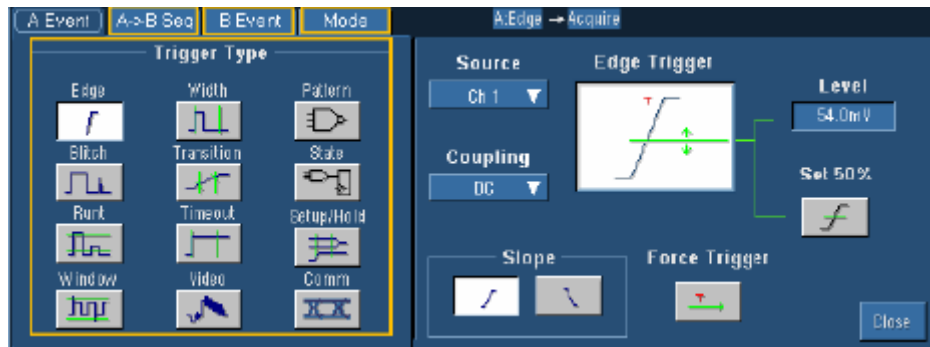 A Event A->B Seq B Event Mode A:Edge → Acquire
Trigger Type
Edge Width Pattern
Glitch Transition State
Runt Timeout Setup/Hold
Window Video Comm
Source
Ch 1
Coupling
DC
Edge Trigger
T
Level
54.0mV
Set 50%
Slope
Force Trigger
T
Close